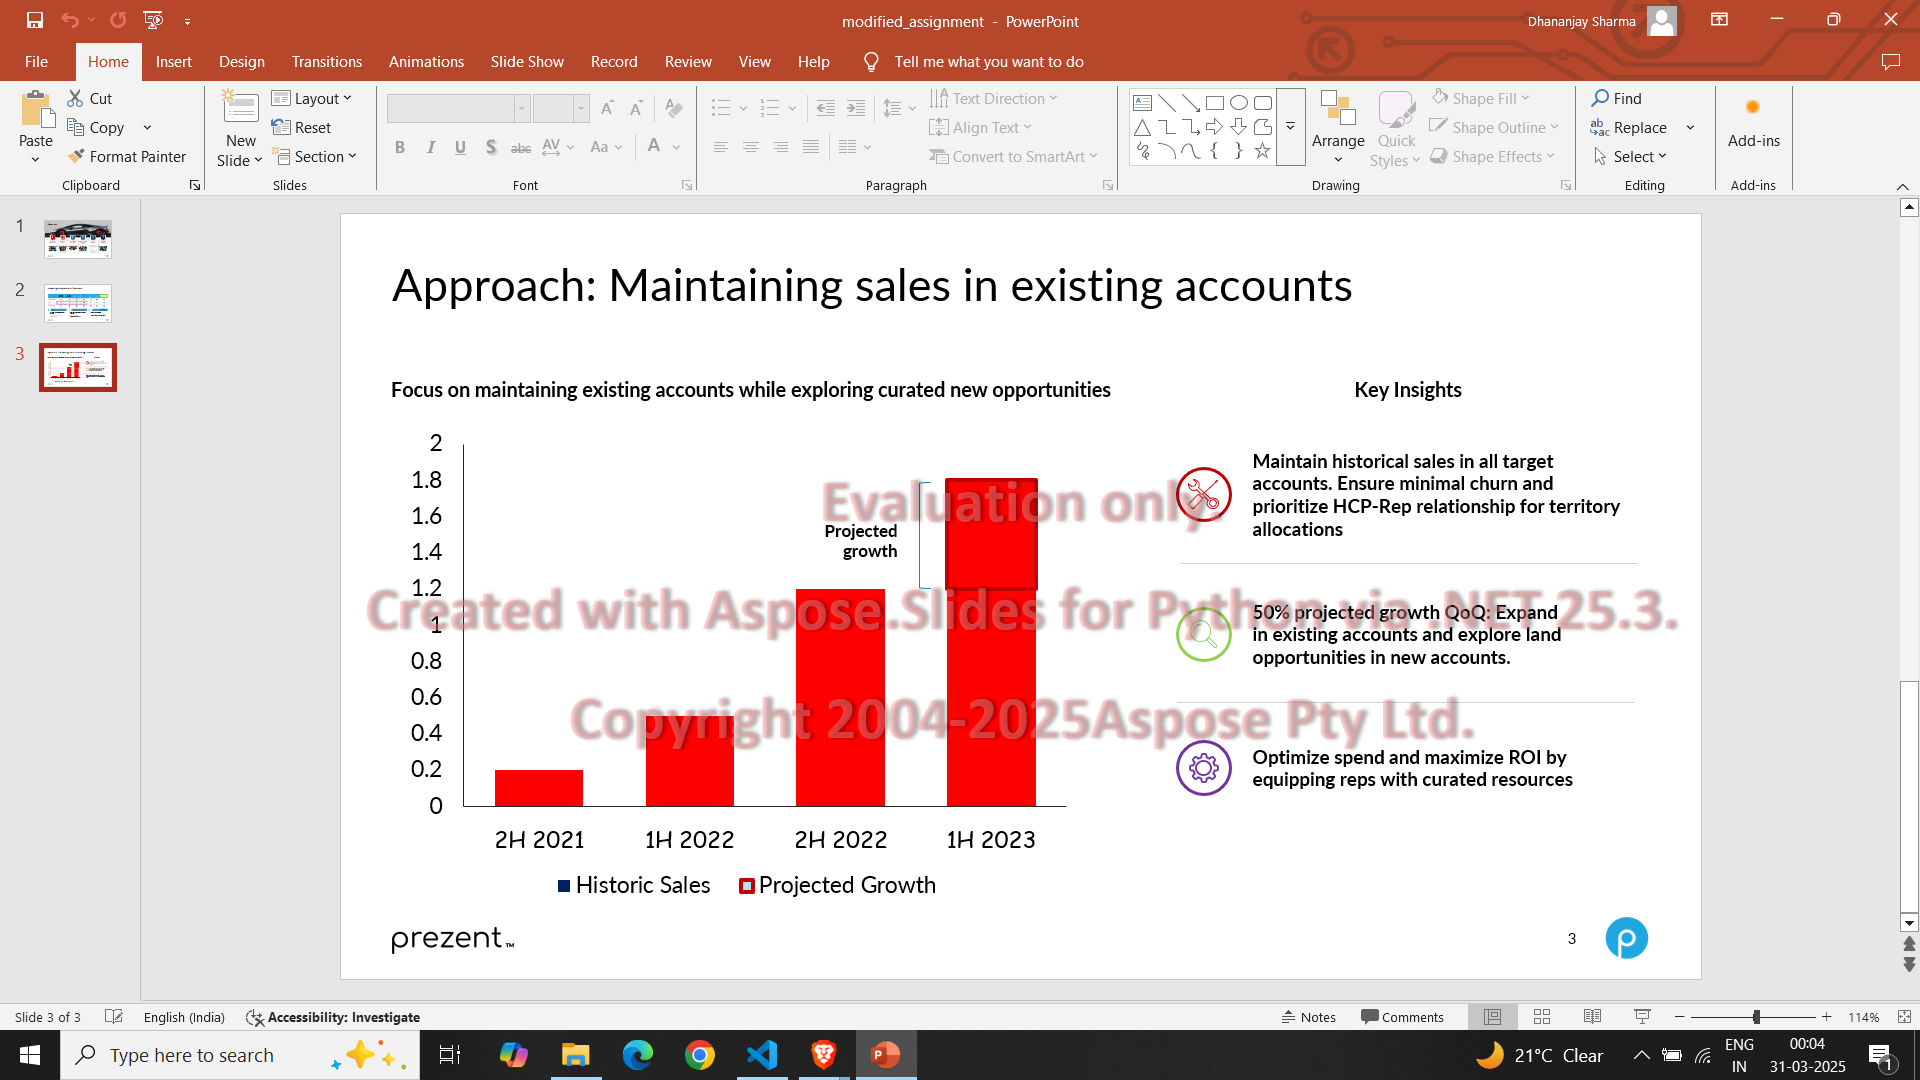 modified_assignment - PowerPoint
Dhananjay Sharma
File Home Insert Design Transitions Animations Slide Show Record Review View Help Tell me what you want to do
Paste
Cut
Copy
Format Painter
Clipboard
New
Slide
Layout
Reset
Section
Slides
B I U S abc AV Aa A
Font
Text Direction
Align Text
Convert to SmartArt
Paragraph
Arrange
Quick
Styles
Shape Fill
Shape Outline
Shape Effects
Drawing
Find
Replace
Select
Editing
Add-ins
Add-ins
1
2
3
Approach: Maintaining sales in existing accounts
Focus on maintaining existing accounts while exploring curated new opportunities
Key Insights
2
1.8
1.6
1.4
1.2
1
0.8
0.6
0.4
0.2
0
Projected
growth
2H 2021 1H 2022 2H 2022 1H 2023
Historic Sales Projected Growth
Maintain historical sales in all target
accounts. Ensure minimal churn and
prioritize HCP-Rep relationship for territory
allocations
50% projected growth QoQ: Expand
in existing accounts and explore land
opportunities in new accounts.
Optimize spend and maximize ROI by
equipping reps with curated resources
Evaluation only.
Created with Aspose.Slides for Python via .NET 25.3.
Copyright 2004-2025Aspose Pty Ltd.
prezent™
3
p
Slide 3 of 3 English (India) Accessibility: Investigate Notes Comments 114%
Type here to search
21°C Clear
ENG
IN
00:04
31-03-2025
1